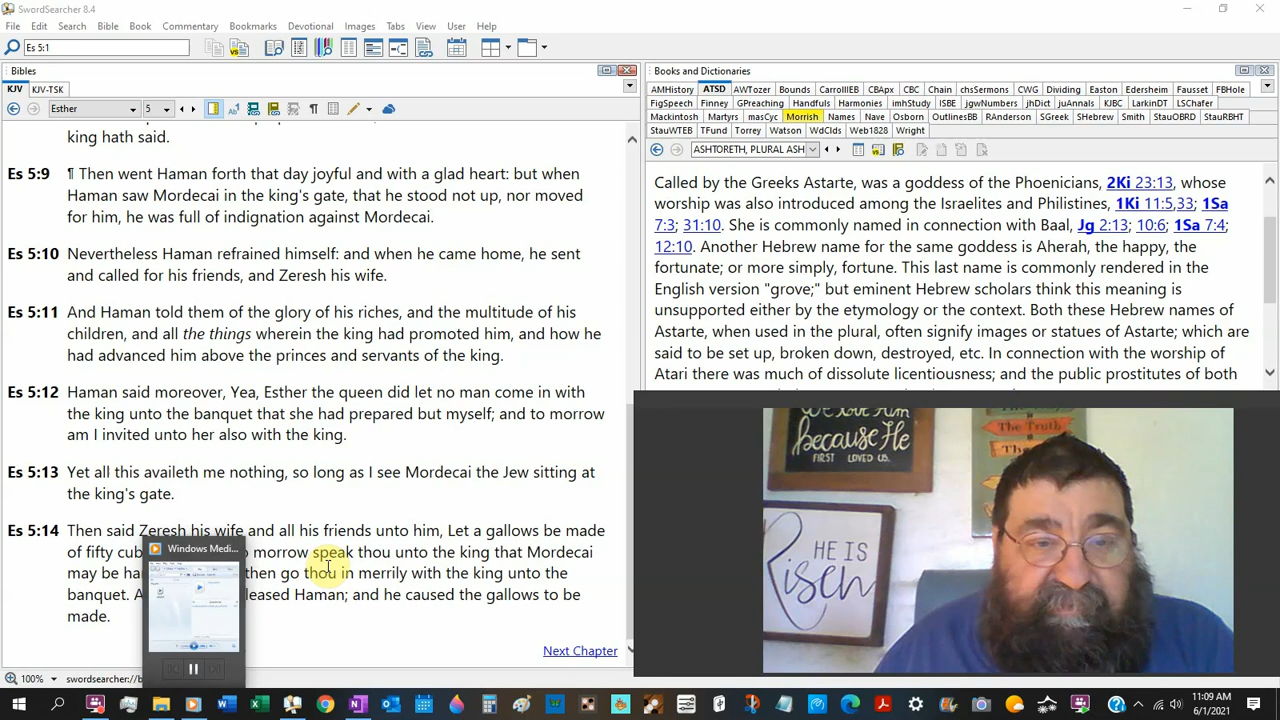 SwordSearcher 8.4
File Edit Search Bible Book Commentary Bookmarks Devotional Images Tabs View User Help
Es 5:1
Bibles
KJV KJV-TSK
Esther 5
king hath said.
Es 5:9 ¶ Then went Haman forth that day joyful and with a glad heart: but when
Haman saw Mordecai in the king's gate, that he stood not up, nor moved
for him, he was full of indignation against Mordecai.
Es 5:10 Nevertheless Haman refrained himself: and when he came home, he sent
and called for his friends, and Zeresh his wife.
Es 5:11 And Haman told them of the glory of his riches, and the multitude of his
children, and all the things wherein the king had promoted him, and how he
had advanced him above the princes and servants of the king.
Es 5:12 Haman said moreover, Yea, Esther the queen did let no man come in with
the king unto the banquet that she had prepared but myself; and to morrow
am I invited unto her also with the king.
Es 5:13 Yet all this availeth me nothing, so long as I see Mordecai the Jew sitting at
the king's gate.
Es 5:14 Then said Zeresh his wife and all his friends unto him, Let a gallows be made
of fifty cub morrow speak thou unto the king that Mordecai
may be ha then go thou in merrily with the king unto the
banquet. A leased Haman; and he caused the gallows to be
made.
Next Chapter
Windows Medi...
100% swordsearcher://b
Books and Dictionaries
AMHistory ATSD AWTozer Bounds CarrollIEB CBApx CBC Chain chsSermons CWG Dividing Easton Edersheim Fausset FBHole
FigSpeech Finney GPreaching Handfuls Harmonies imhStudy ISBE jgwNumbers jhDict juAnnals KJBC LarkinDT LSChafer
Mackintosh Martyrs masCyc Morrish Names Nave Osborn OutlinesBB RAnderson SGreek SHebrew Smith StauOBRD StauRBHT
StauWTEB TFund Torrey Watson WdClds Web1828 Wright
ASHTORETH, PLURAL ASH
Called by the Greeks Astarte, was a goddess of the Phoenicians, 2Ki 23:13, whose
worship was also introduced among the Israelites and Philistines, 1Ki 11:5,33; 1Sa
7:3; 31:10. She is commonly named in connection with Baal, Jg 2:13; 10:6; 1Sa 7:4;
12:10. Another Hebrew name for the same goddess is Aherah, the happy, the
fortunate; or more simply, fortune. This last name is commonly rendered in the
English version "grove;" but eminent Hebrew scholars think this meaning is
unsupported either by the etymology or the context. Both these Hebrew names of
Astarte, when used in the plural, often signify images or statues of Astarte; which are
said to be set up, broken down, destroyed, etc. In connection with the worship of
Atari there was much of dissolute licentiousness; and the public prostitutes of both
We love Him
because He
FIRST LOVED US.
The Truth
HE IS
Risen
11:09 AM
6/1/2021